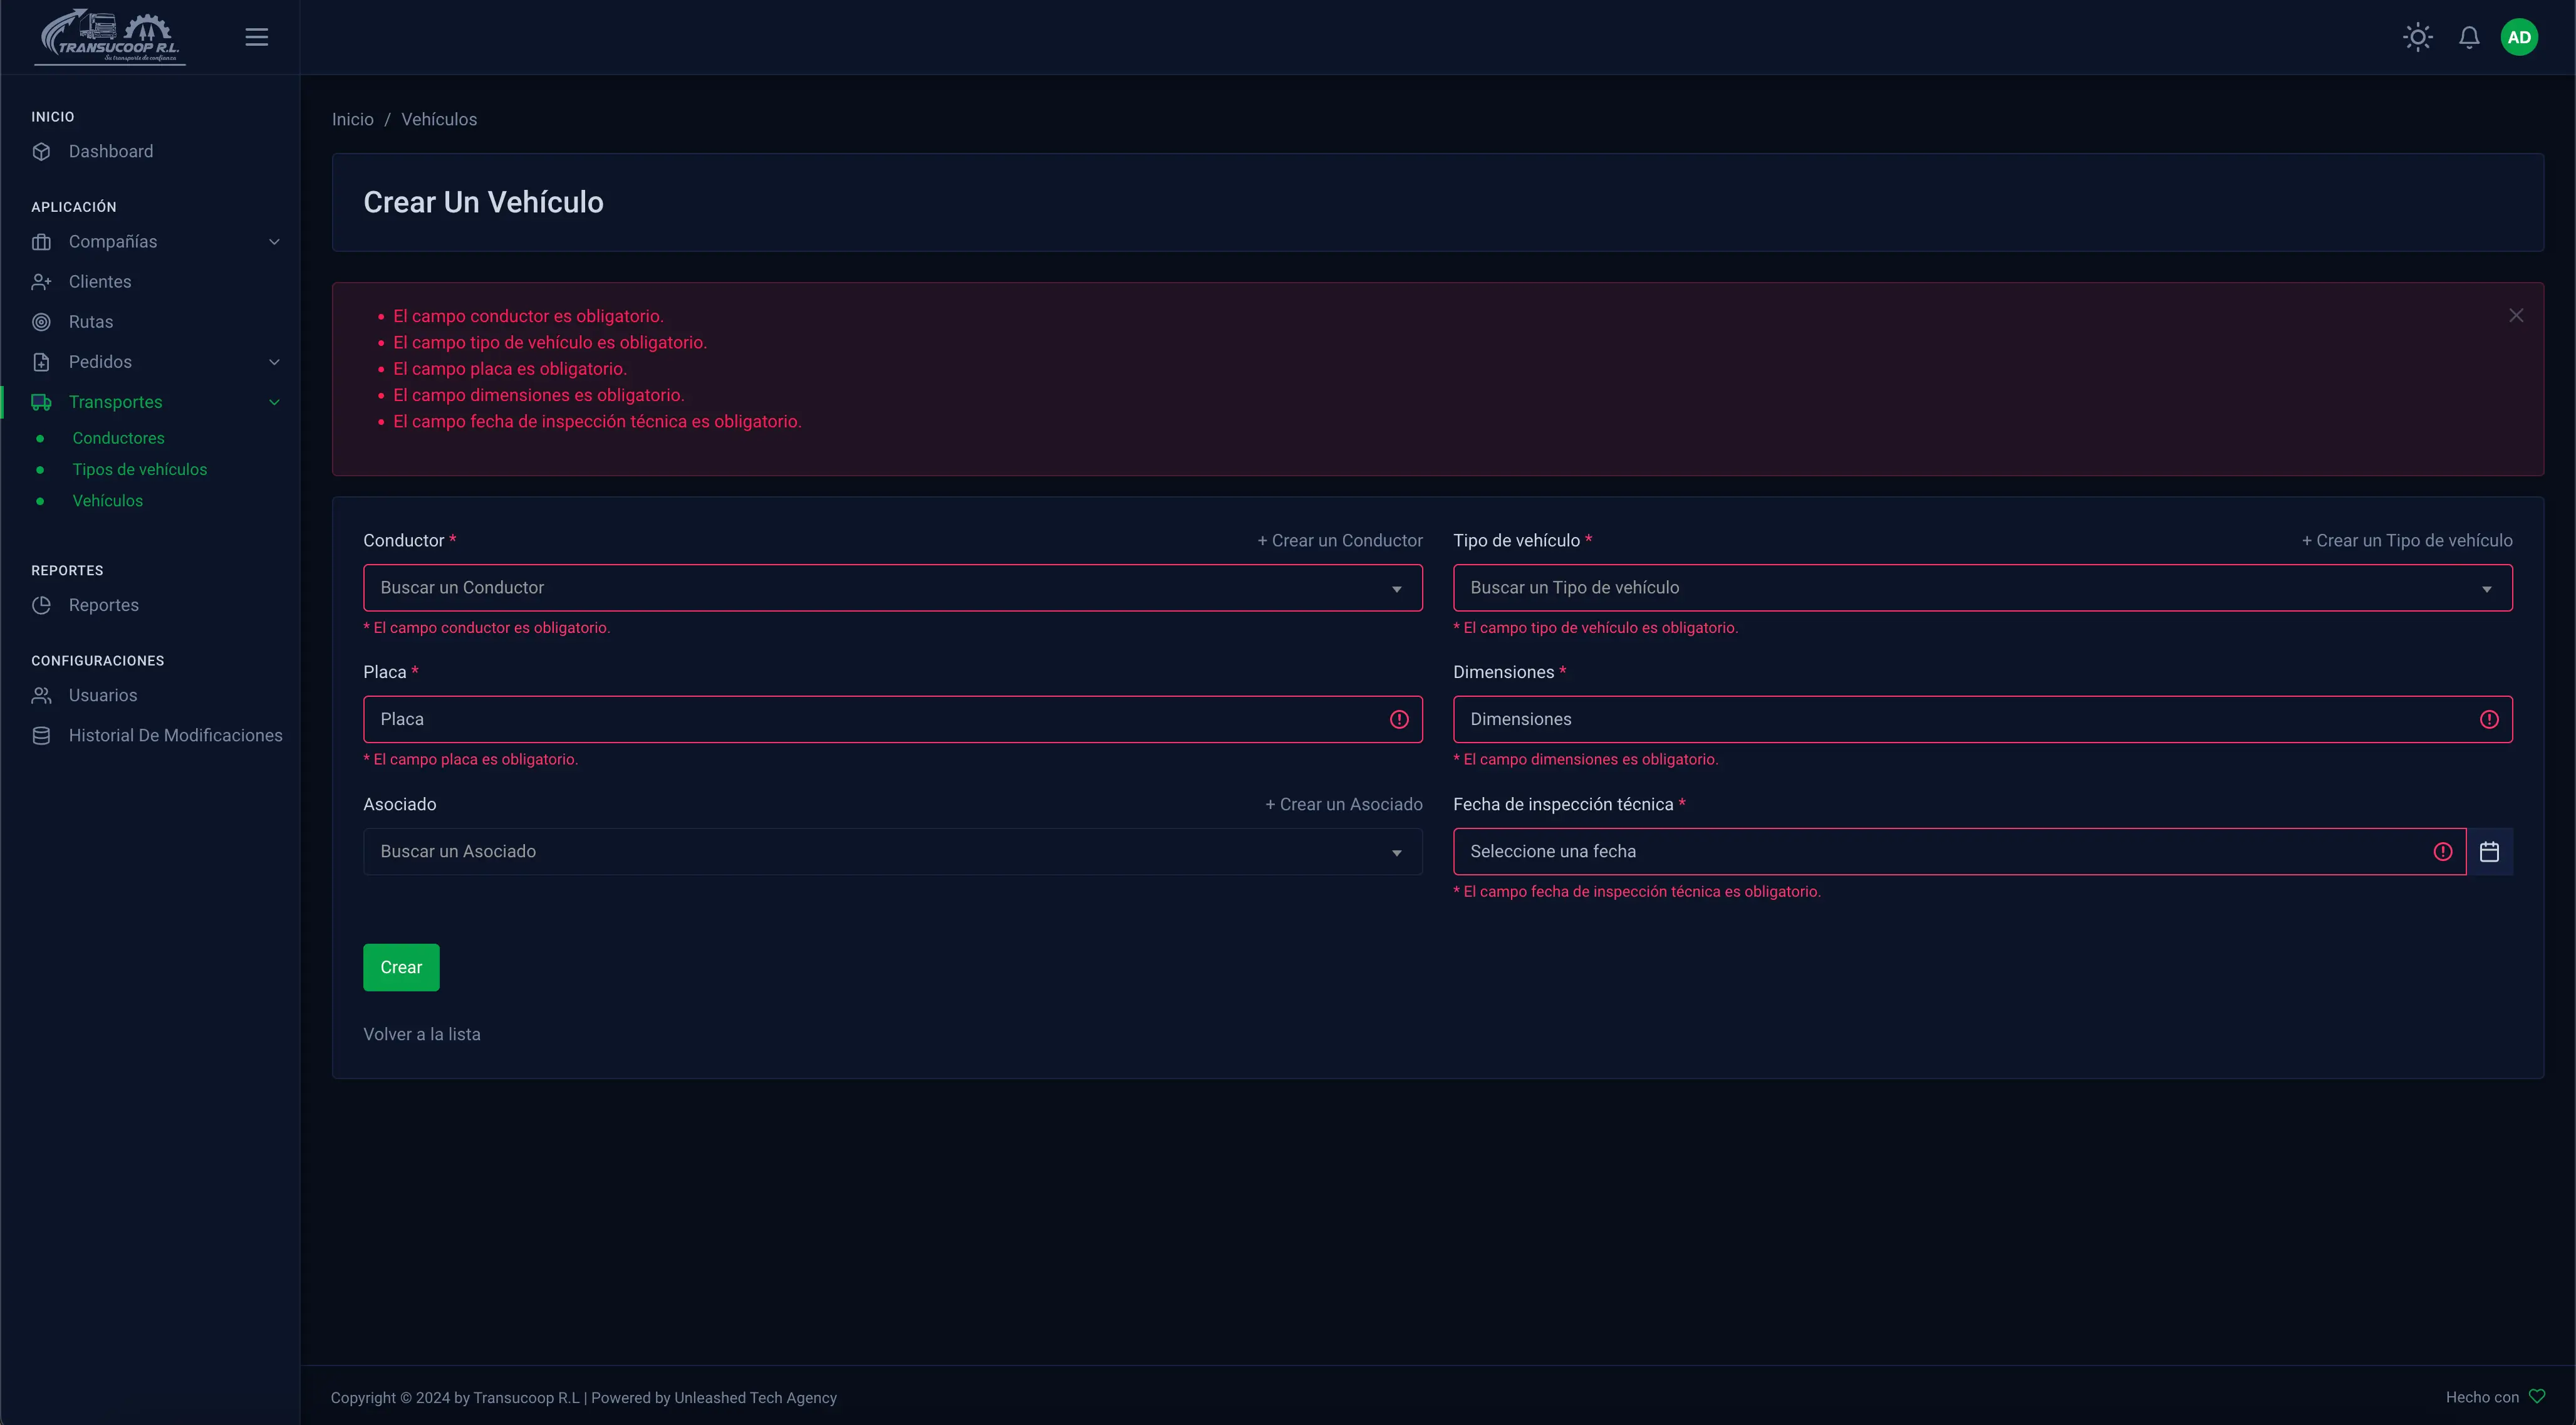 TRANSUCOOP R.L.
Su transporte de confianza
AD
INICIO
Dashboard
APLICACIÓN
Compañías
Clientes
Rutas
Pedidos
Transportes
Conductores
Tipos de vehículos
Vehículos
REPORTES
Reportes
CONFIGURACIONES
Usuarios
Historial De Modificaciones
Inicio / Vehículos
Crear Un Vehículo
El campo conductor es obligatorio.
El campo tipo de vehículo es obligatorio.
El campo placa es obligatorio.
El campo dimensiones es obligatorio.
El campo fecha de inspección técnica es obligatorio.
Conductor * + Crear un Conductor
Buscar un Conductor
* El campo conductor es obligatorio.
Tipo de vehículo * + Crear un Tipo de vehículo
Buscar un Tipo de vehículo
* El campo tipo de vehículo es obligatorio.
Placa *
Placa
* El campo placa es obligatorio.
Dimensiones *
Dimensiones
* El campo dimensiones es obligatorio.
Asociado + Crear un Asociado
Buscar un Asociado
Fecha de inspección técnica *
Seleccione una fecha
* El campo fecha de inspección técnica es obligatorio.
Crear
Volver a la lista
Copyright © 2024 by Transucoop R.L | Powered by Unleashed Tech Agency
Hecho con